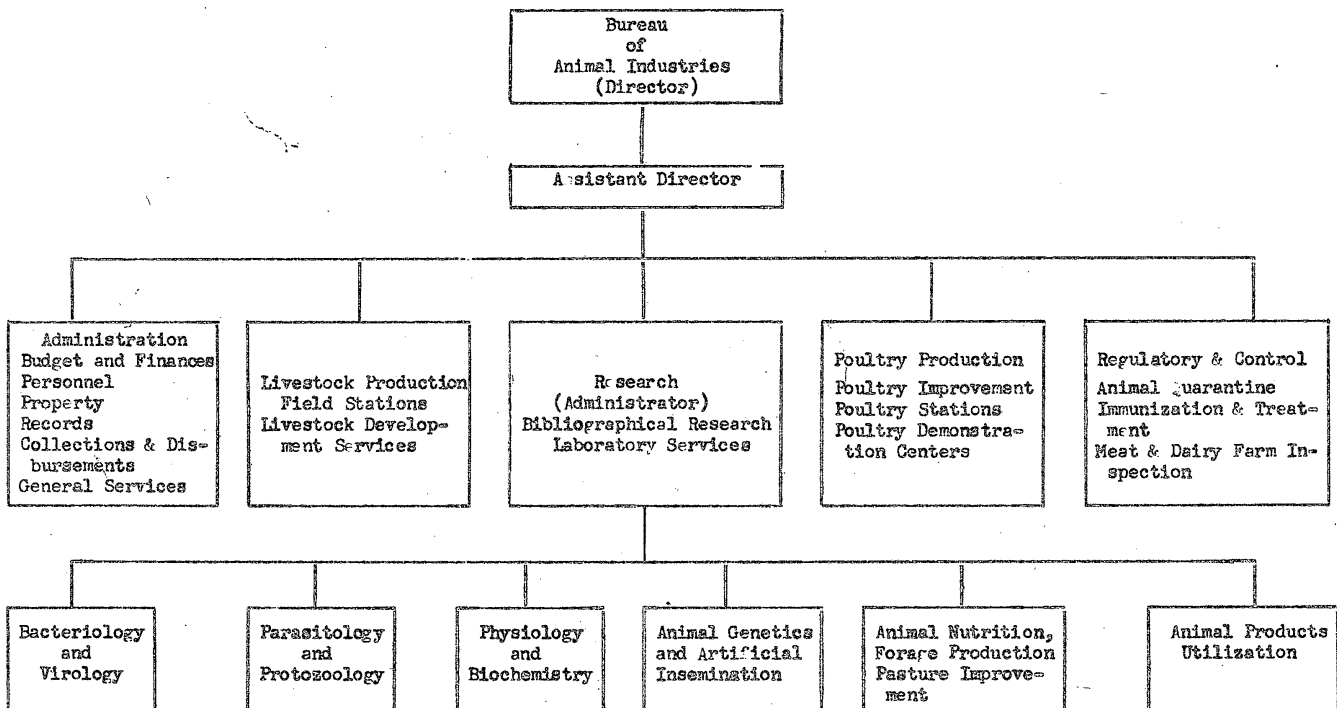 Bureau
of
Animal Industries
(Director)
Assistant Director
Administration
Budget and Finances
Personnel
Property
Records
Collections & Dis-
bursements
General Services
Livestock Production
Field Stations
Livestock Develop-
ment Services
Research
(Administrator)
Bibliographical Research
Laboratory Services
Poultry Production
Poultry Improvement
Poultry Stations
Poultry Demonstra-
tion Centers
Regulatory & Control
Animal Quarantine
Immunization & Treat-
ment
Meat & Dairy Farm In-
spection
Bacteriology
and
Virology
Parasitology
and
Protozoology
Physiology
and
Biochemistry
Animal Genetics
and Artificial
Insemination
Animal Nutrition,
Forage Production
Pasture Improve-
ment
Animal Products
Utilization